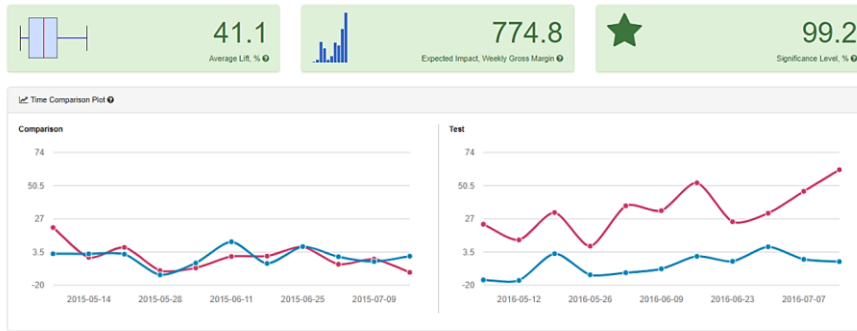 41.1
Average Lift, %
774.8
Expected Impact, Weekly Gross Margin
99.2
Significance Level, %
Time Comparison Plot
Comparison
74
50.5
27
3.5
-20
2015-05-14 2015-05-28 2015-06-11 2015-06-25 2015-07-09
Test
74
50.5
27
3.5
-20
2016-05-12 2016-05-26 2016-06-09 2016-06-23 2016-07-07